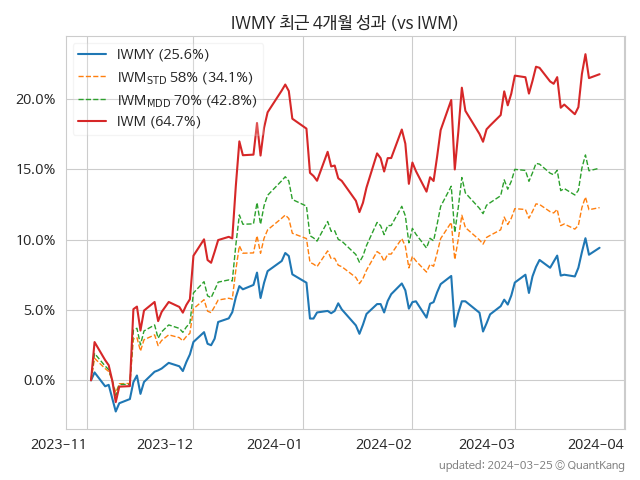 IWMY 최근 4개월 성과 (vs IWM)
IWMY (25.6%)
IWM_STD 58% (34.1%)
IWM_MDD 70% (42.8%)
IWM (64.7%)
20.0%
15.0%
10.0%
5.0%
0.0%
2023-11 2023-12 2024-01 2024-02 2024-03 2024-04
updated: 2024-03-25 © QuantKang